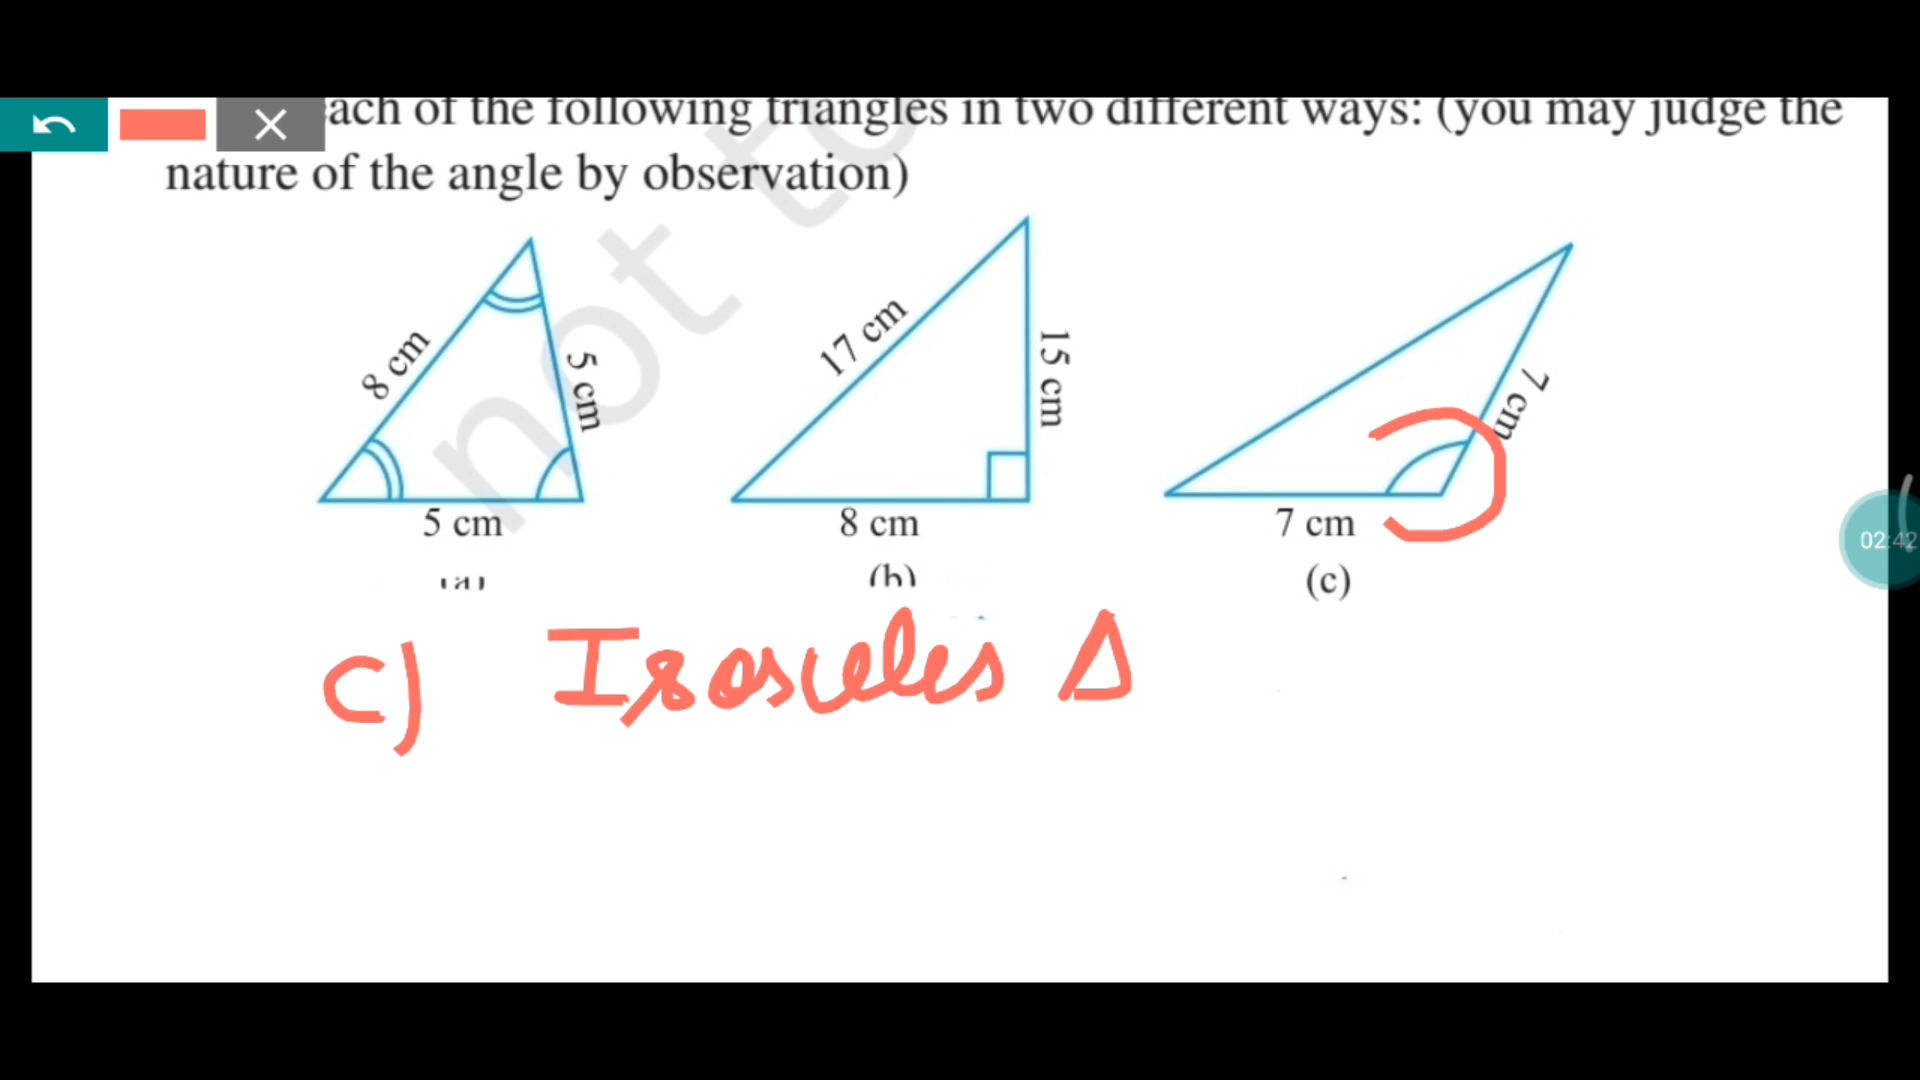 ach of the following triangles in two different ways: (you may judge the
nature of the angle by observation)
not to
8 cm
5 cm
5 cm
17 cm
15 cm
8 cm
7 cm
7 cm
(a)
(b)
(c)
c) Isosceles Δ
02:42